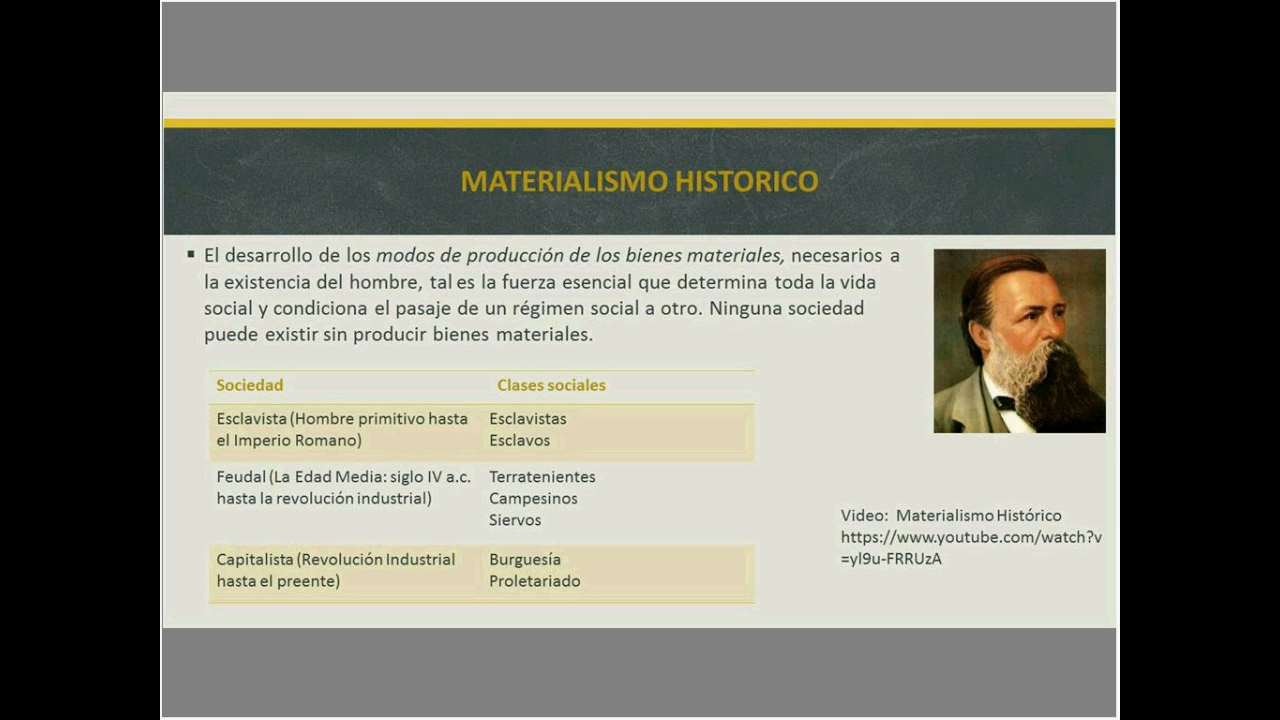 MATERIALISMO HISTORICO
▪ El desarrollo de los modos de producción de los bienes materiales, necesarios a
la existencia del hombre, tal es la fuerza esencial que determina toda la vida
social y condiciona el pasaje de un régimen social a otro. Ninguna sociedad
puede existir sin producir bienes materiales.
Sociedad Clases sociales
Esclavista (Hombre primitivo hasta
el Imperio Romano)
Esclavistas
Esclavos
Feudal (La Edad Media: siglo IV a.c.
hasta la revolución industrial)
Terratenientes
Campesinos
Siervos
Capitalista (Revolución Industrial
hasta el preente)
Burguesía
Proletariado
Video: Materialismo Histórico
https://www.youtube.com/watch?v
=yl9u-FRRUzA